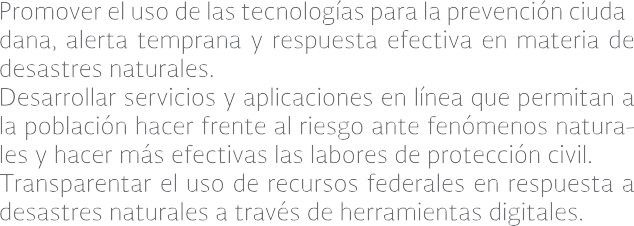 Promover el uso de las tecnologías para la prevención ciuda
dana, alerta temprana y respuesta efectiva en materia de
desastres naturales.
Desarrollar servicios y aplicaciones en línea que permitan a
la población hacer frente al riesgo ante fenómenos natura-
les y hacer más efectivas las labores de protección civil.
Transparentar el uso de recursos federales en respuesta a
desastres naturales a través de herramientas digitales.